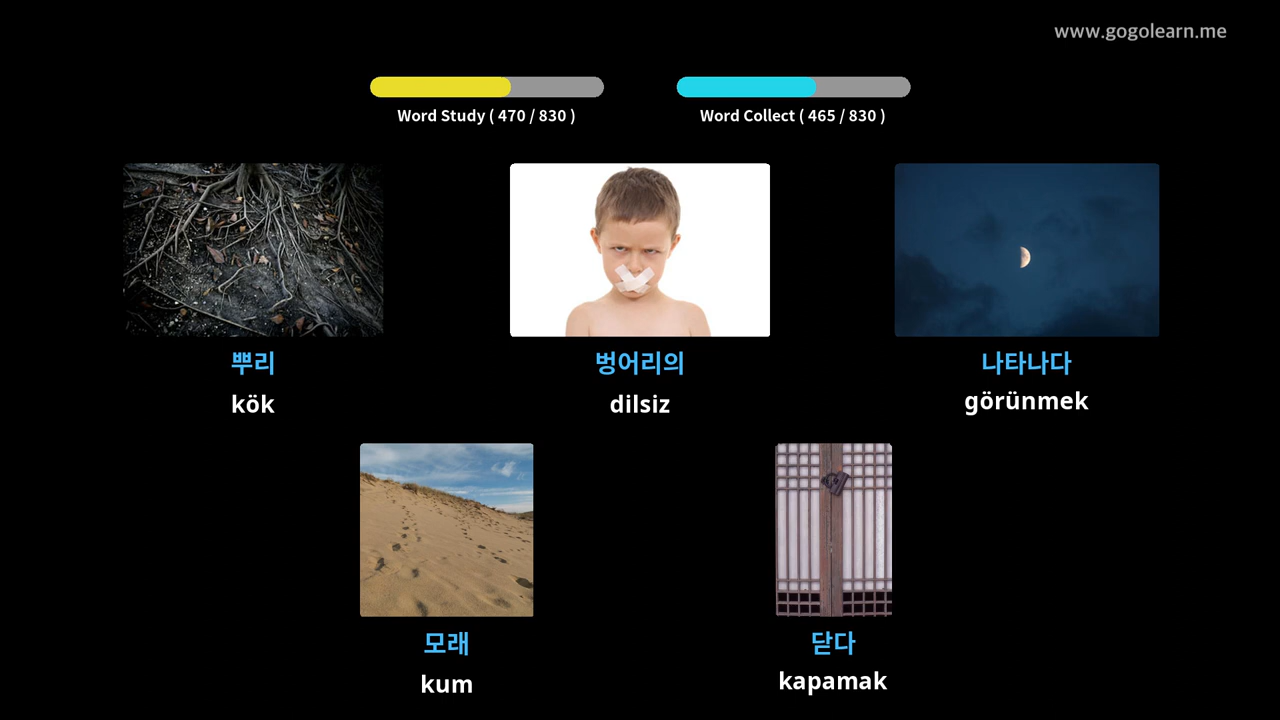 www.gogolearn.me
Word Study ( 470 / 830 )
Word Collect ( 465 / 830 )
뿌리
벙어리의
나타나다
kök
dilsiz
görünmek
모래
닫다
kum
kapamak